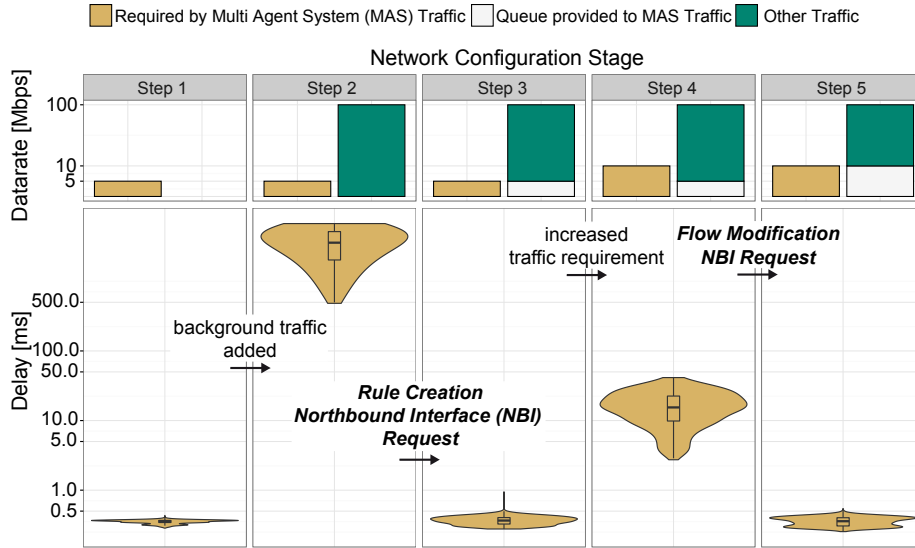 Required by Multi Agent System (MAS) Traffic Queue provided to MAS Traffic Other Traffic
Network Configuration Stage
Step 1 Step 2 Step 3 Step 4 Step 5
Datarate [Mbps]
100
10
5
Delay [ms]
500.0
100.0
50.0
10.0
5.0
1.0
0.5
background traffic
added
Rule Creation
Northbound Interface (NBI)
Request
increased
traffic requirement
Flow Modification
NBI Request